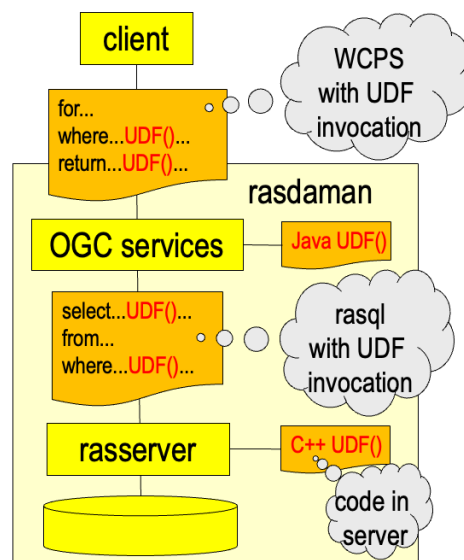 client
WCPS
with UDF
invocation
for...
where...UDF()...
return...UDF()...
rasdaman
OGC services
Java UDF()
select...UDF()...
from...
where...UDF()...
rasql
with UDF
invocation
rasserver
C++ UDF()
code in
server